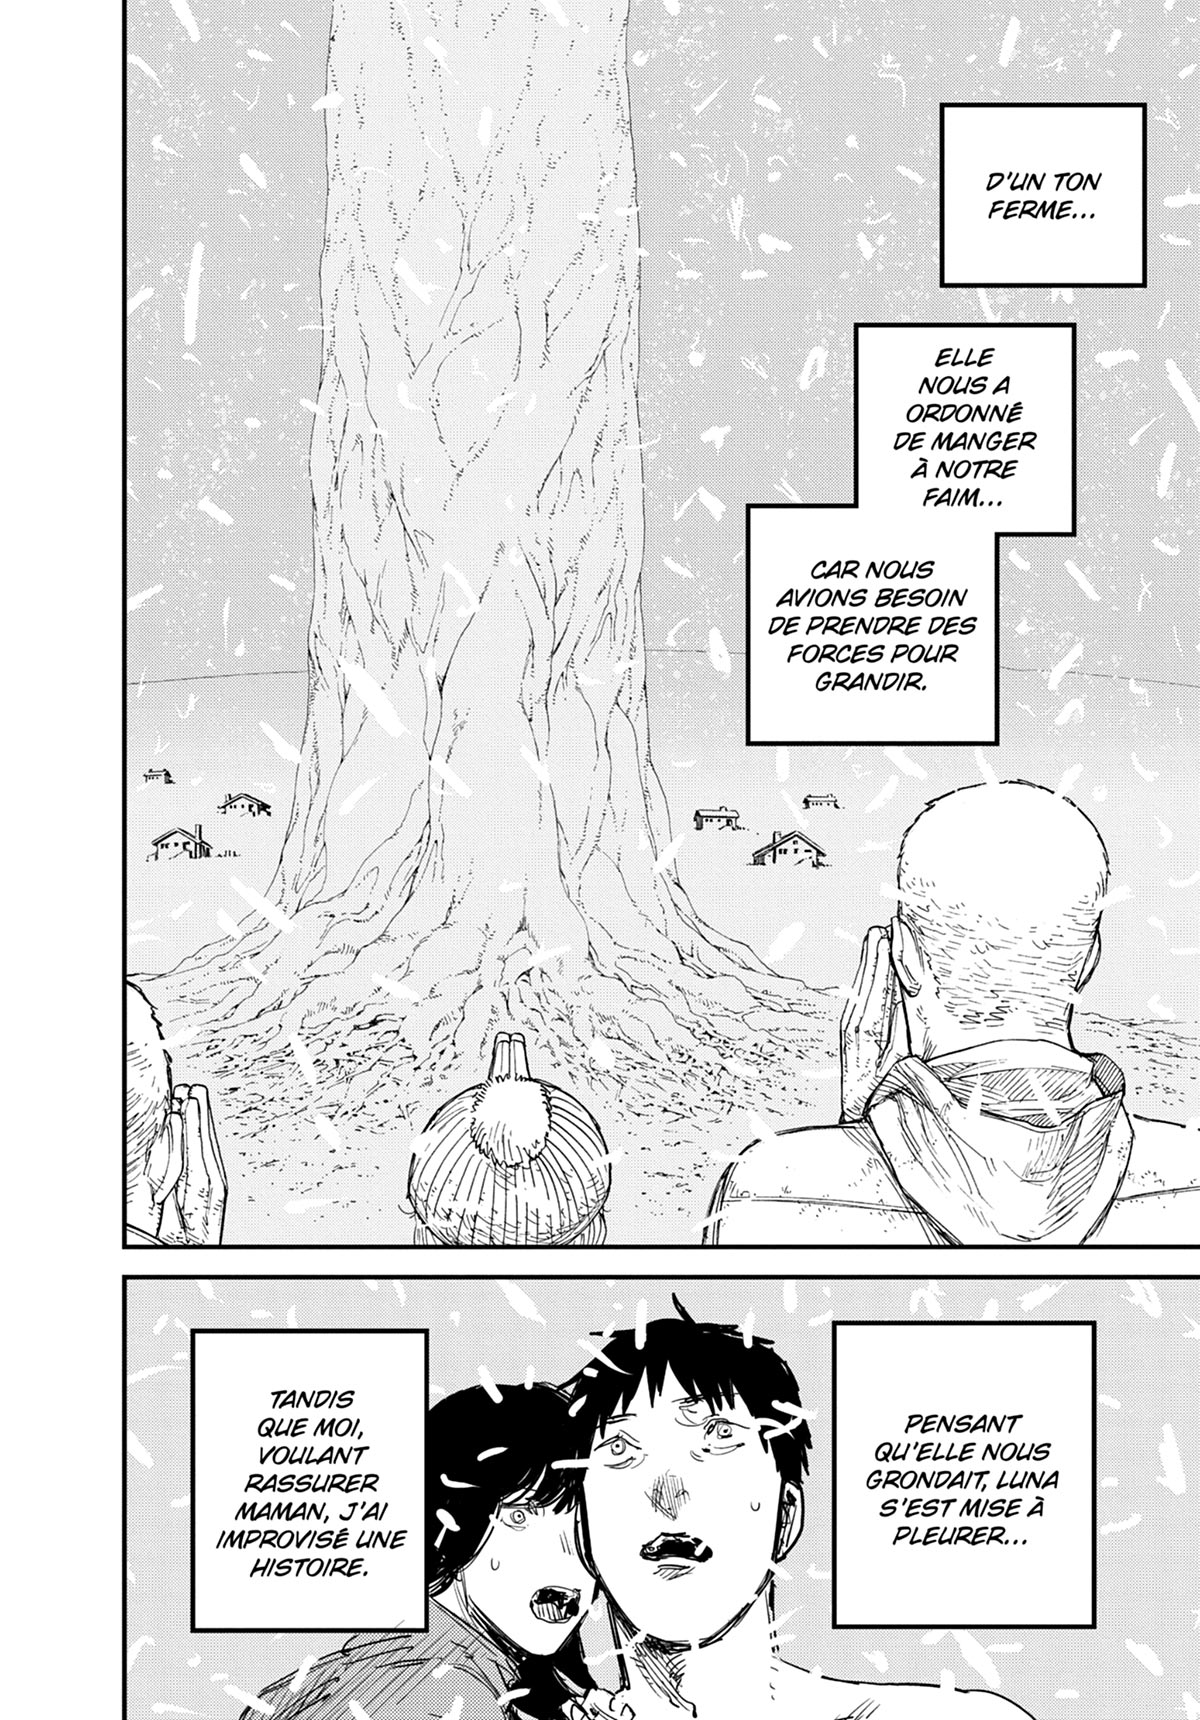 D'UN TON
FERME...
ELLE
NOUS A
ORDONNÉ
DE MANGER
À NOTRE
FAIM...
CAR NOUS
AVIONS BESOIN
DE PRENDRE DES
FORCES POUR
GRANDIR.
PENSANT
QU'ELLE NOUS
GRONDAIT, LUNA
S'EST MISE À
PLEURER...
TANDIS
QUE MOI,
VOULANT
RASSURER
MAMAN, J'AI
IMPROVISÉ UNE
HISTOIRE.